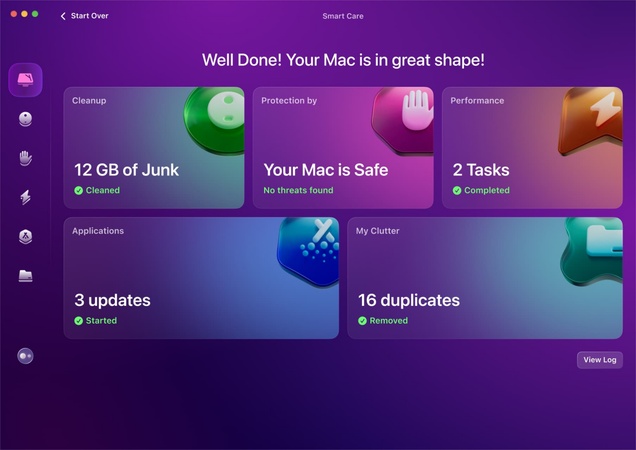 Start Over
Smart Care
Well Done! Your Mac is in great shape!
Cleanup
12 GB of Junk
Cleaned
Protection by
Your Mac is Safe
No threats found
Performance
2 Tasks
Completed
Applications
3 updates
Started
My Clutter
16 duplicates
Removed
View Log